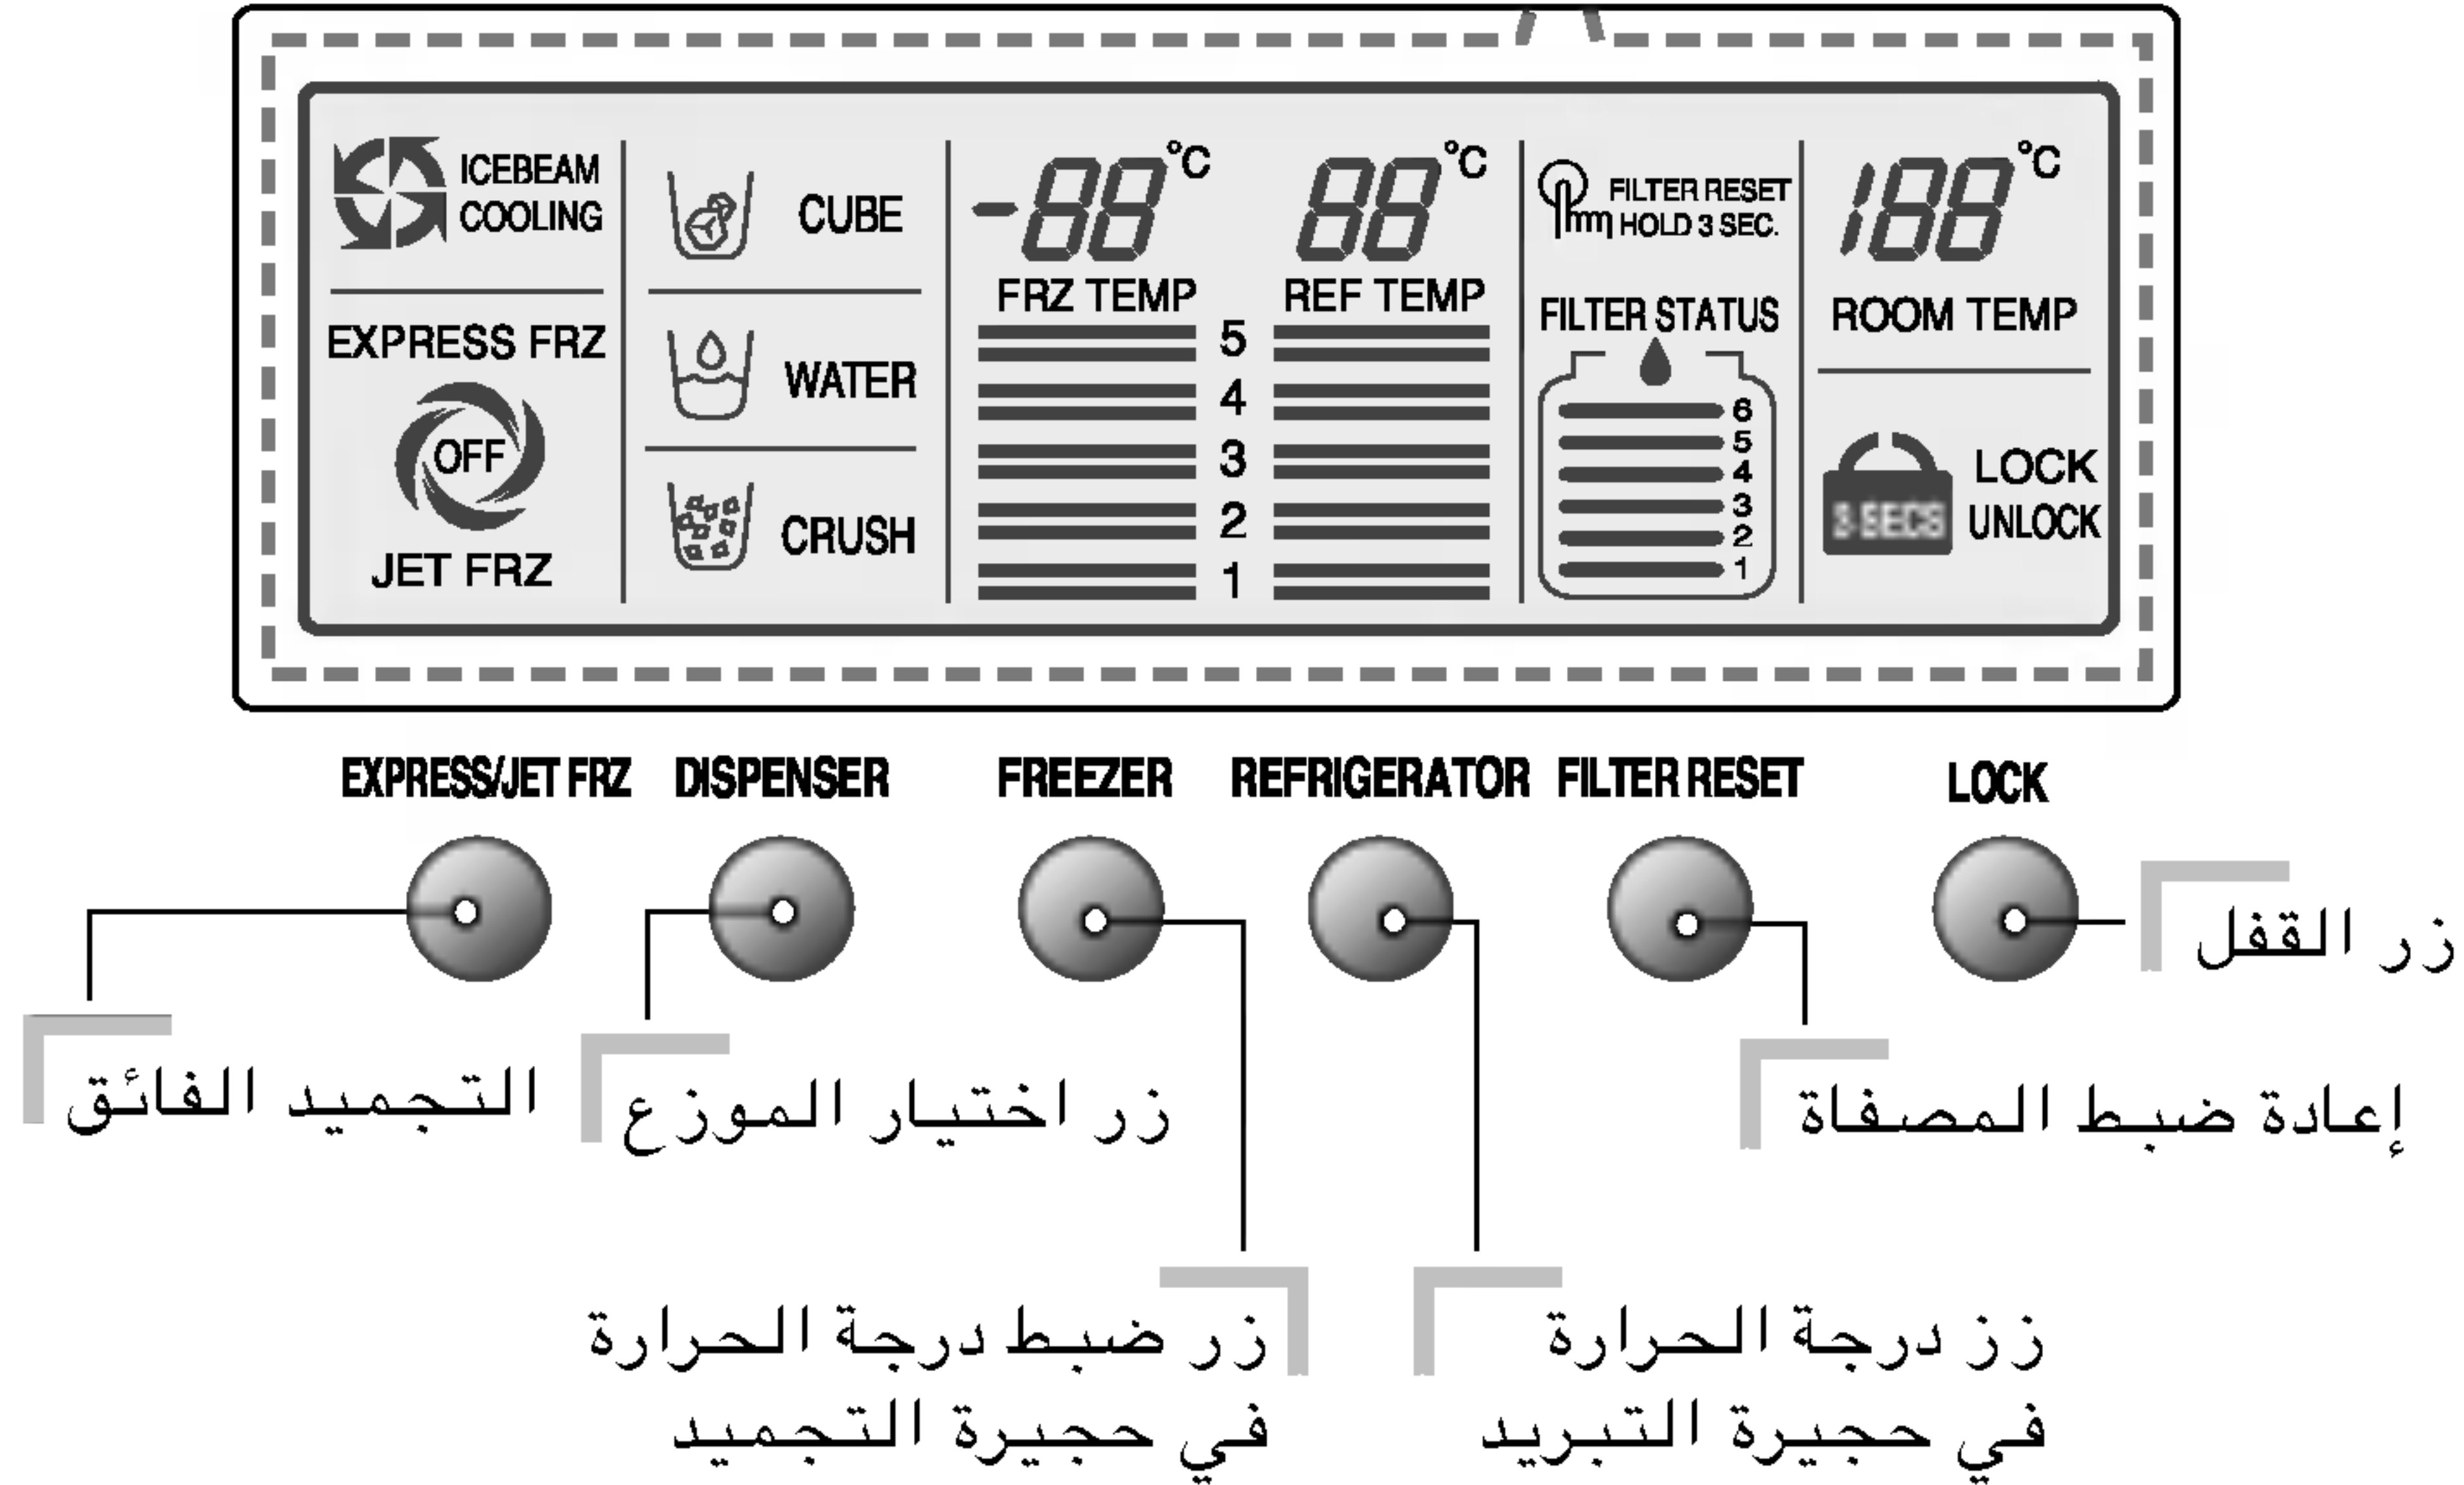 ICEBEAM
COOLING
EXPRESS FRZ
OFF
JET FRZ
CUBE
WATER
CRUSH
-88 °C
FRZ TEMP
88 °C
REF TEMP
5
4
3
2
1
FILTER RESET
HOLD 3 SEC.
FILTER STATUS
6
5
4
3
2
1
188 °C
ROOM TEMP
3 SECS
LOCK
UNLOCK
EXPRESS/JET FRZ
DISPENSER
FREEZER
REFRIGERATOR
FILTER RESET
LOCK
زر القفل
إعادة ضبط المصفاة
زر اختيار الموزع
التجميد الفائق
زز درجة الحرارة
في حجيرة التبريد
زر ضبط درجة الحرارة
في حجيرة التجميد